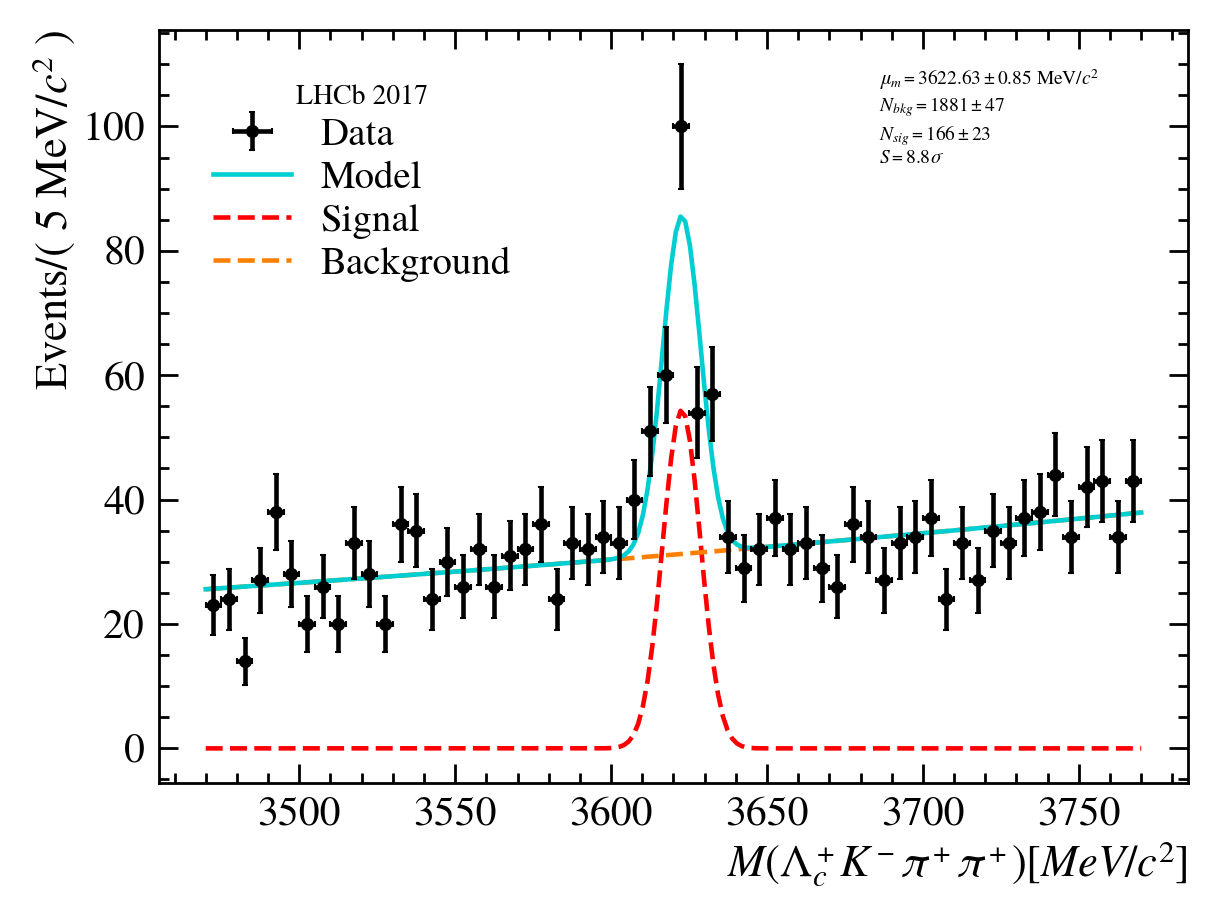 Events/( 5 MeV/c² )
LHCb 2017
Data
Model
Signal
Background
μₘ = 3622.63 ± 0.85 MeV/c²
N_bkg = 1881 ± 47
N_sig = 166 ± 23
S = 8.8σ
100
80
60
40
20
0
3500 3550 3600 3650 3700 3750
M(Λ_c⁺K⁻π⁺π⁺)[MeV/c²]